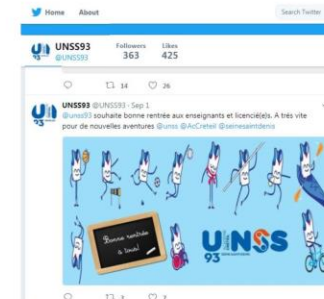 Home About Search Twitter
UNSS93 Followers Likes
@UNSS93 363 425
14 26
UNSS93 @UNSS93 · Sep 1
@unss93 souhaite bonne rentrée aux enseignants et licencié(e)s. A très vite
pour de nouvelles aventures @unss @AcCreteil @seinesaintdenis
Bonne rentrée
à tous!
UNSS
93